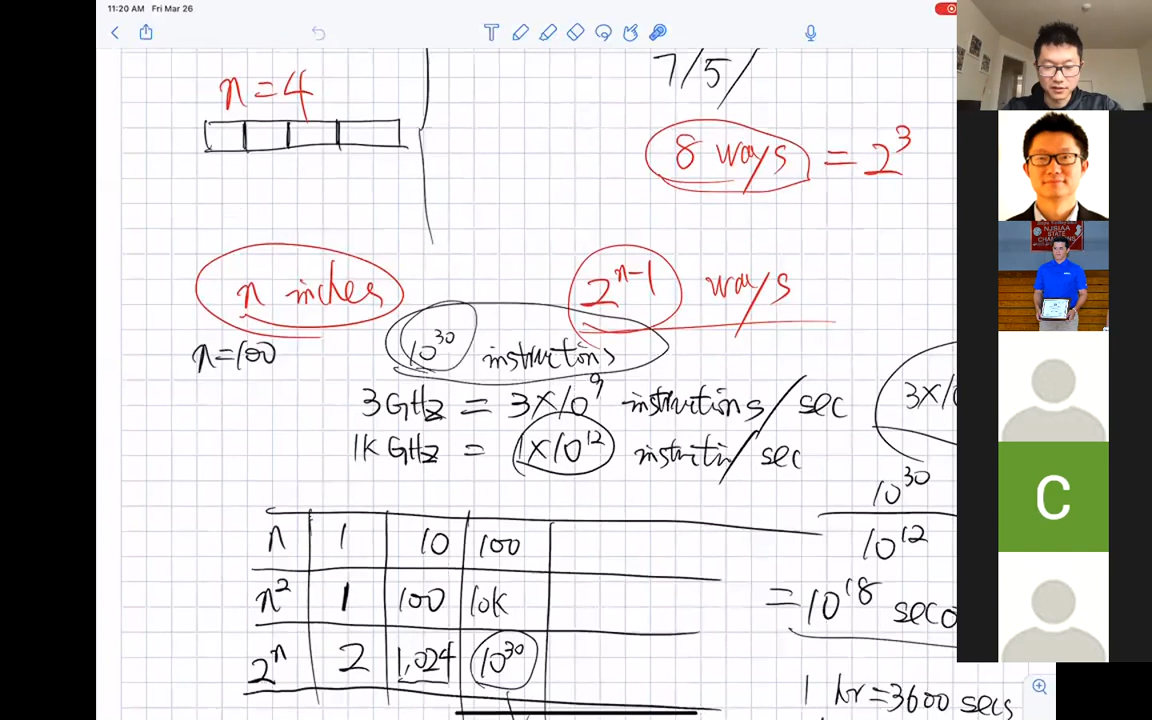 11:20 AM Fri Mar 26
n=4
7/5/
8 ways = 2^3
NJSIAA
STATE
n inches
2^{n-1} ways
n=100
10^30 instructions
3GHz = 3×10^9 instructions/sec
1K GHz = 1×10^12 instructin/sec
3×1
10^30
10^12
=10^18 seco
n 1 10 100
n^2 1 100 10K
2^n 2 1,024 10^30
1 hr=3600 secs
C